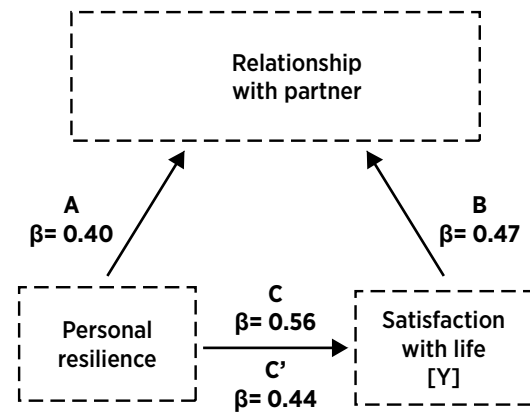 Relationship
with partner
A
β= 0.40
B
β= 0.47
Personal
resilience
C
β= 0.56
C’
β= 0.44
Satisfaction
with life
[Y]